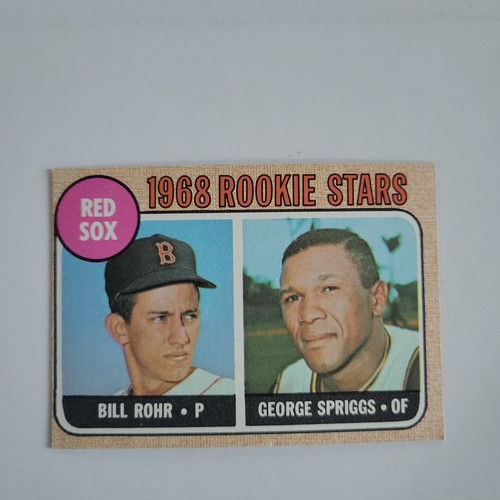 1968 ROOKIE STARS
RED
SOX
B
BILL ROHR • P
GEORGE SPRIGGS • OF